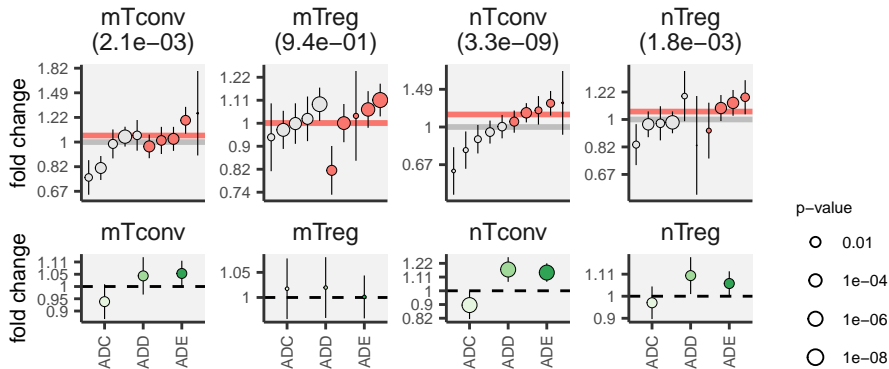 mTconv
(2.1e−03)
mTreg
(9.4e−01)
nTconv
(3.3e−09)
nTreg
(1.8e−03)
fold change
1.82
1.49
1.22
1
0.82
0.67
1.22
1.11
1
0.9
0.82
0.74
1.49
1
0.67
1.22
1
0.82
0.67
mTconv
mTreg
nTconv
nTreg
fold change
1.11
1.05
1
0.95
0.9
1.05
1
1.22
1.11
1
0.9
0.82
1.11
1
0.9
ADC
ADD
ADE
ADC
ADD
ADE
ADC
ADD
ADE
ADC
ADD
ADE
p−value
0.01
1e−04
1e−06
1e−08